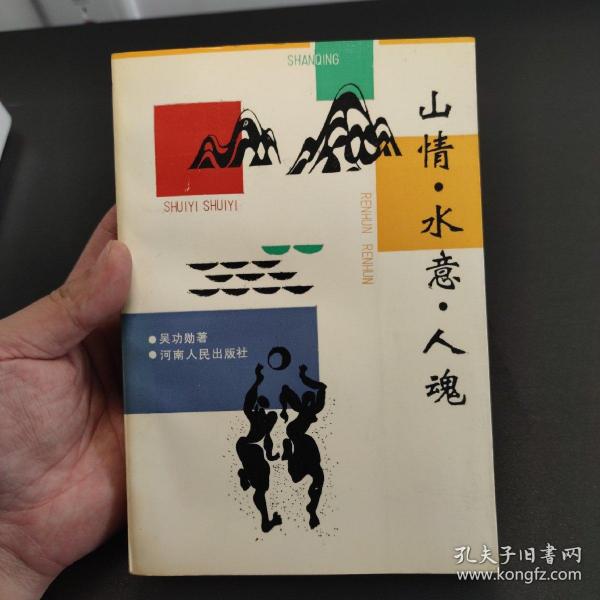 SHANQING
山情·水意·人魂
SHUIYI SHUIYI
RENHUN RENHUN
●吴功勋著
●河南人民出版社
孔夫子旧书网
www.kongfz.com